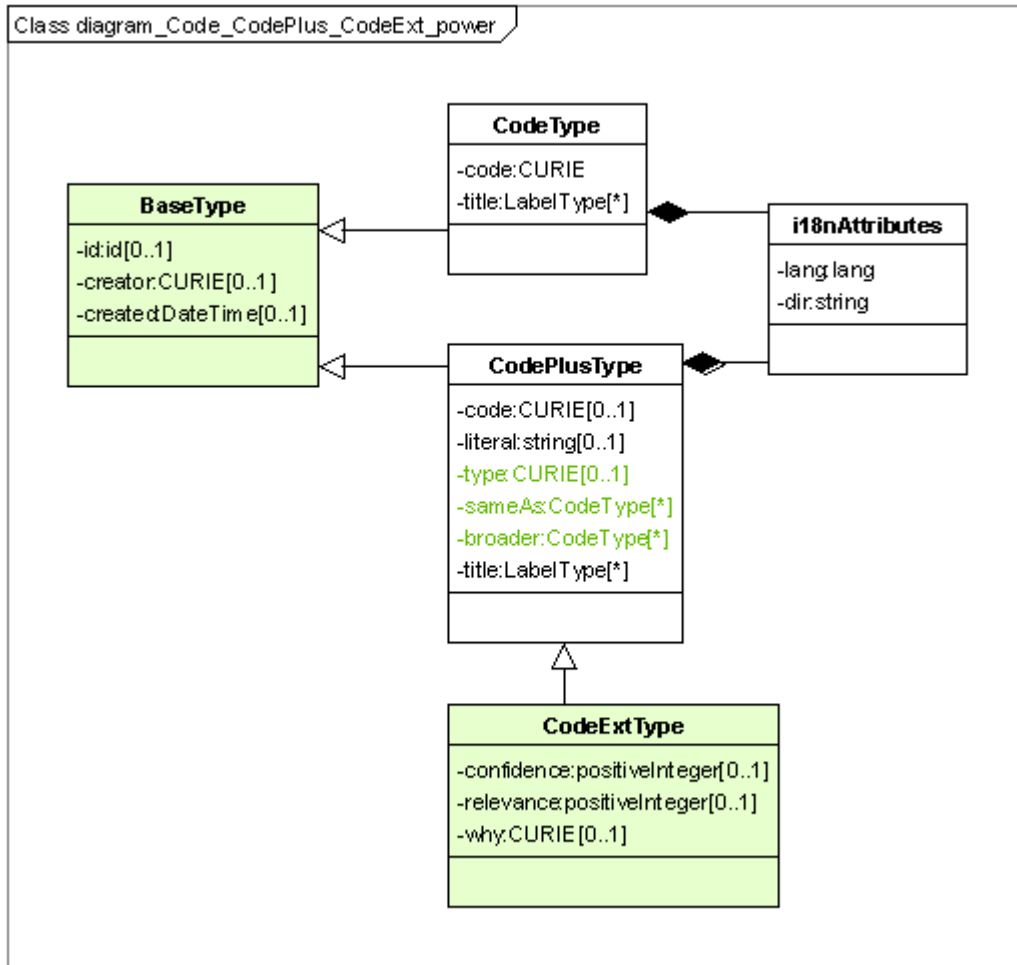 Class diagram_Code_CodePlus_CodeExt_power
CodeType
-code:CURIE
-title:LabelType[*]
BaseType
-id:id[0..1]
-creator:CURIE[0..1]
-created:DateTime[0..1]
i18nAttributes
-lang:lang
-dir:string
CodePlusType
-code:CURIE[0..1]
-literal:string[0..1]
-type:CURIE[0..1]
-sameAs:CodeType[*]
-broader:CodeType[*]
-title:LabelType[*]
CodeExtType
-confidence:positiveInteger[0..1]
-relevance:positiveInteger[0..1]
-why:CURIE[0..1]